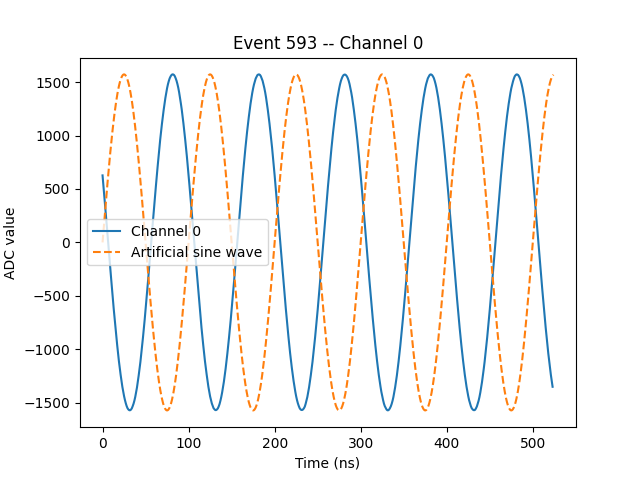 Event 593 -- Channel 0
ADC value
1500
1000
500
0
−500
−1000
−1500
Channel 0
Artificial sine wave
0 100 200 300 400 500
Time (ns)